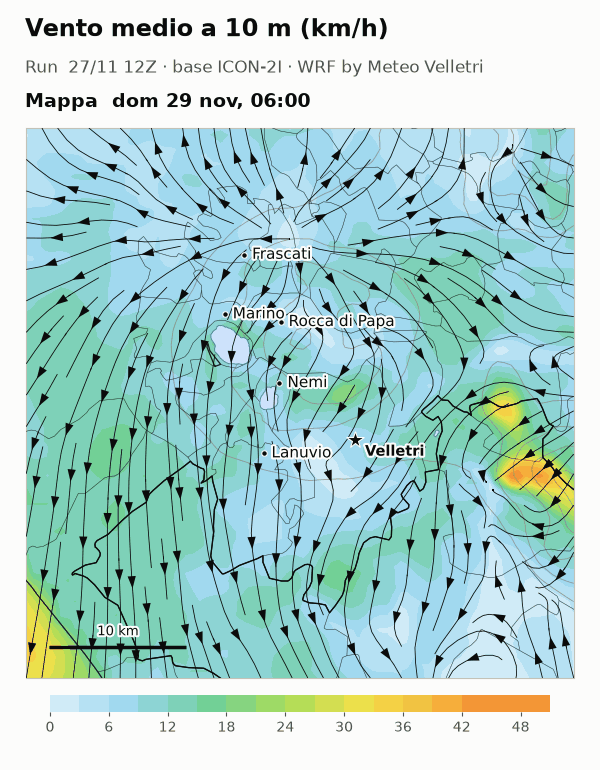 Vento medio a 10 m (km/h)
Run  27/11 12Z · base ICON-2I · WRF by Meteo Velletri
Mappa  dom 29 nov, 06:00
Frascati
Marino
Rocca di Papa
Nemi
Velletri
Lanuvio
10 km
0 6 12 18 24 30 36 42 48